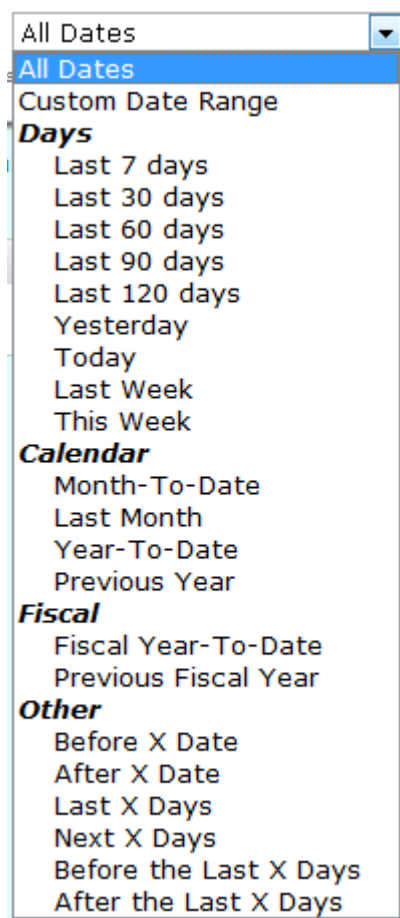 All Dates
All Dates
Custom Date Range
Days
Last 7 days
Last 30 days
Last 60 days
Last 90 days
Last 120 days
Yesterday
Today
Last Week
This Week
Calendar
Month-To-Date
Last Month
Year-To-Date
Previous Year
Fiscal
Fiscal Year-To-Date
Previous Fiscal Year
Other
Before X Date
After X Date
Last X Days
Next X Days
Before the Last X Days
After the Last X Days